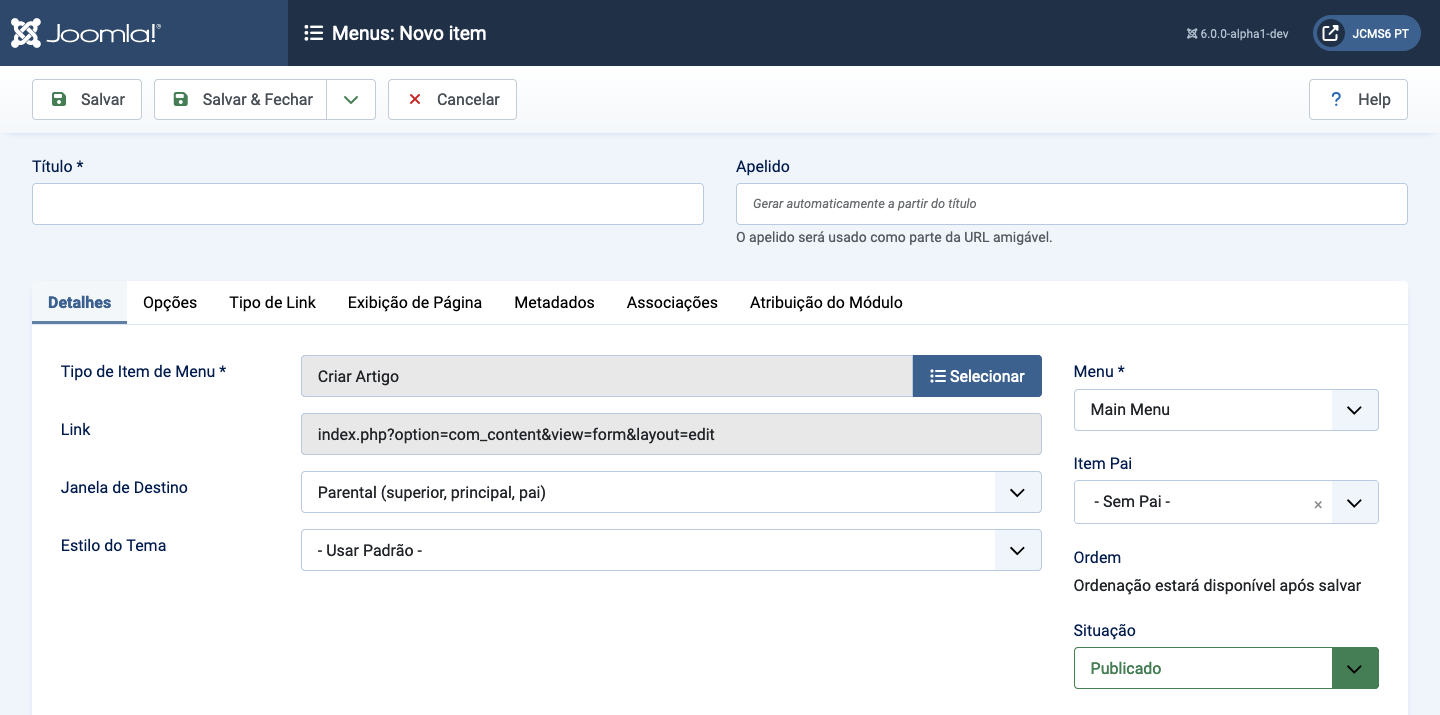 Joomla!®
Menus: Novo item
6.0.0-alpha1-dev
JCMS6 PT
Salvar
Salvar & Fechar
Cancelar
? Help
Título *
Apelido
Gerar automaticamente a partir do título
O apelido será usado como parte da URL amigável.
Detalhes Opções Tipo de Link Exibição de Página Metadados Associações Atribuição do Módulo
Tipo de Item de Menu *
Criar Artigo
Selecionar
Link
index.php?option=com_content&view=form&layout=edit
Janela de Destino
Parental (superior, principal, pai)
Estilo do Tema
- Usar Padrão -
Menu *
Main Menu
Item Pai
- Sem Pai -
×
Ordem
Ordenação estará disponível após salvar
Situação
Publicado